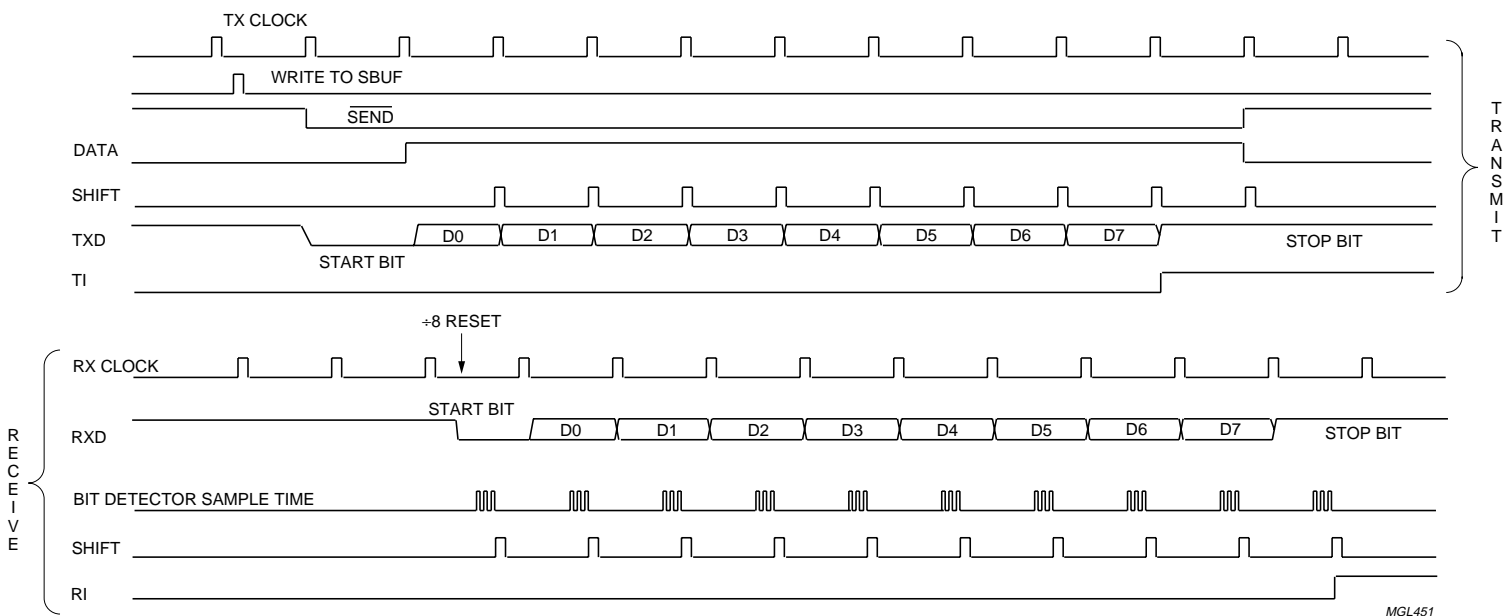 TX CLOCK
WRITE TO SBUF
SEND
DATA
SHIFT
TXD
D0 D1 D2 D3 D4 D5 D6 D7
START BIT
STOP BIT
TI
TRANSMIT
÷8 RESET
RX CLOCK
START BIT
RXD
D0 D1 D2 D3 D4 D5 D6 D7
STOP BIT
BIT DETECTOR SAMPLE TIME
SHIFT
RI
RECEIVE
MGL451